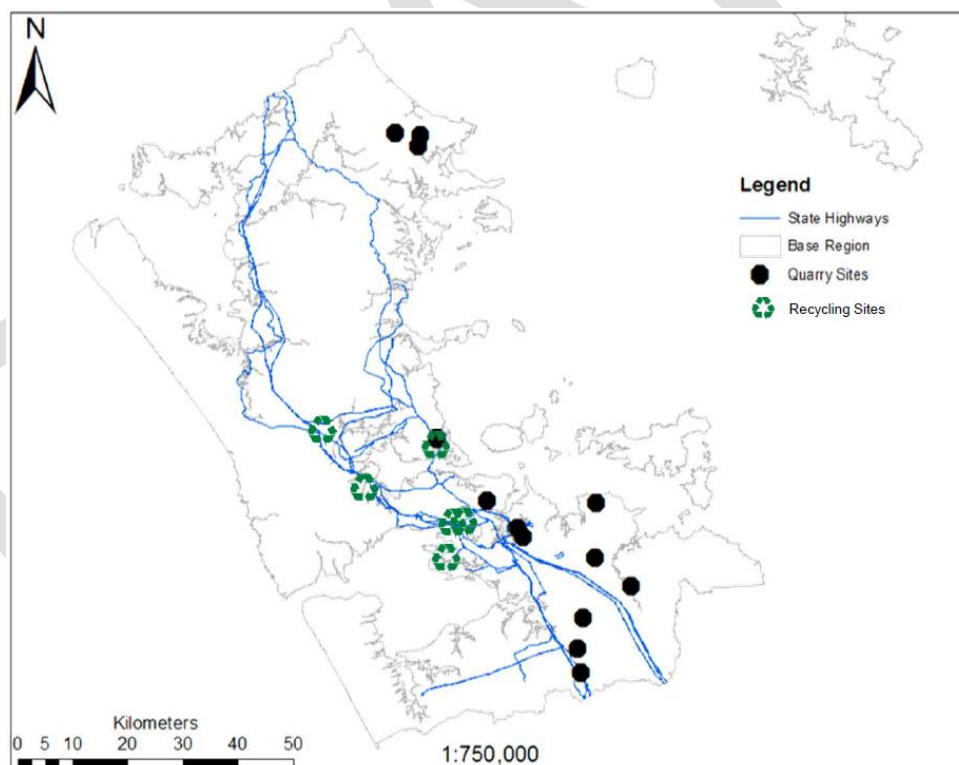 N
Legend
State Highways
Base Region
Quarry Sites
Recycling Sites
Kilometers
0 5 10 20 30 40 50
1:750,000